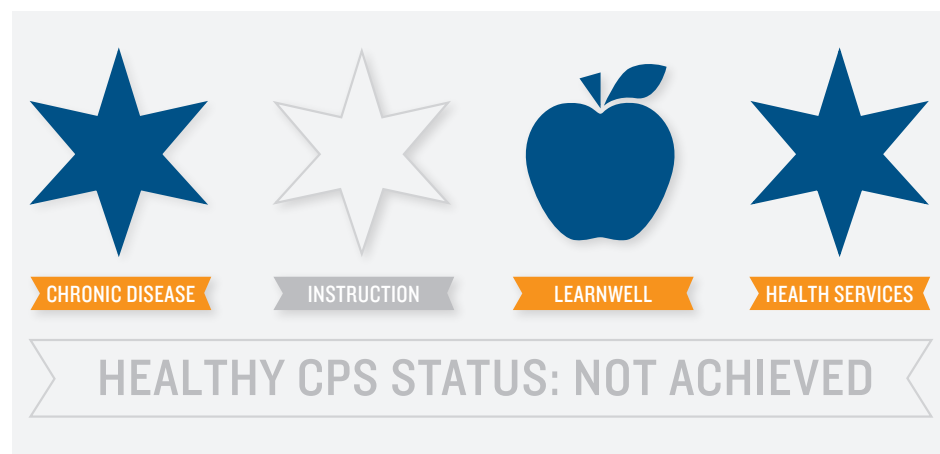 CHRONIC DISEASE
INSTRUCTION
LEARNWELL
HEALTH SERVICES
HEALTHY CPS STATUS: NOT ACHIEVED